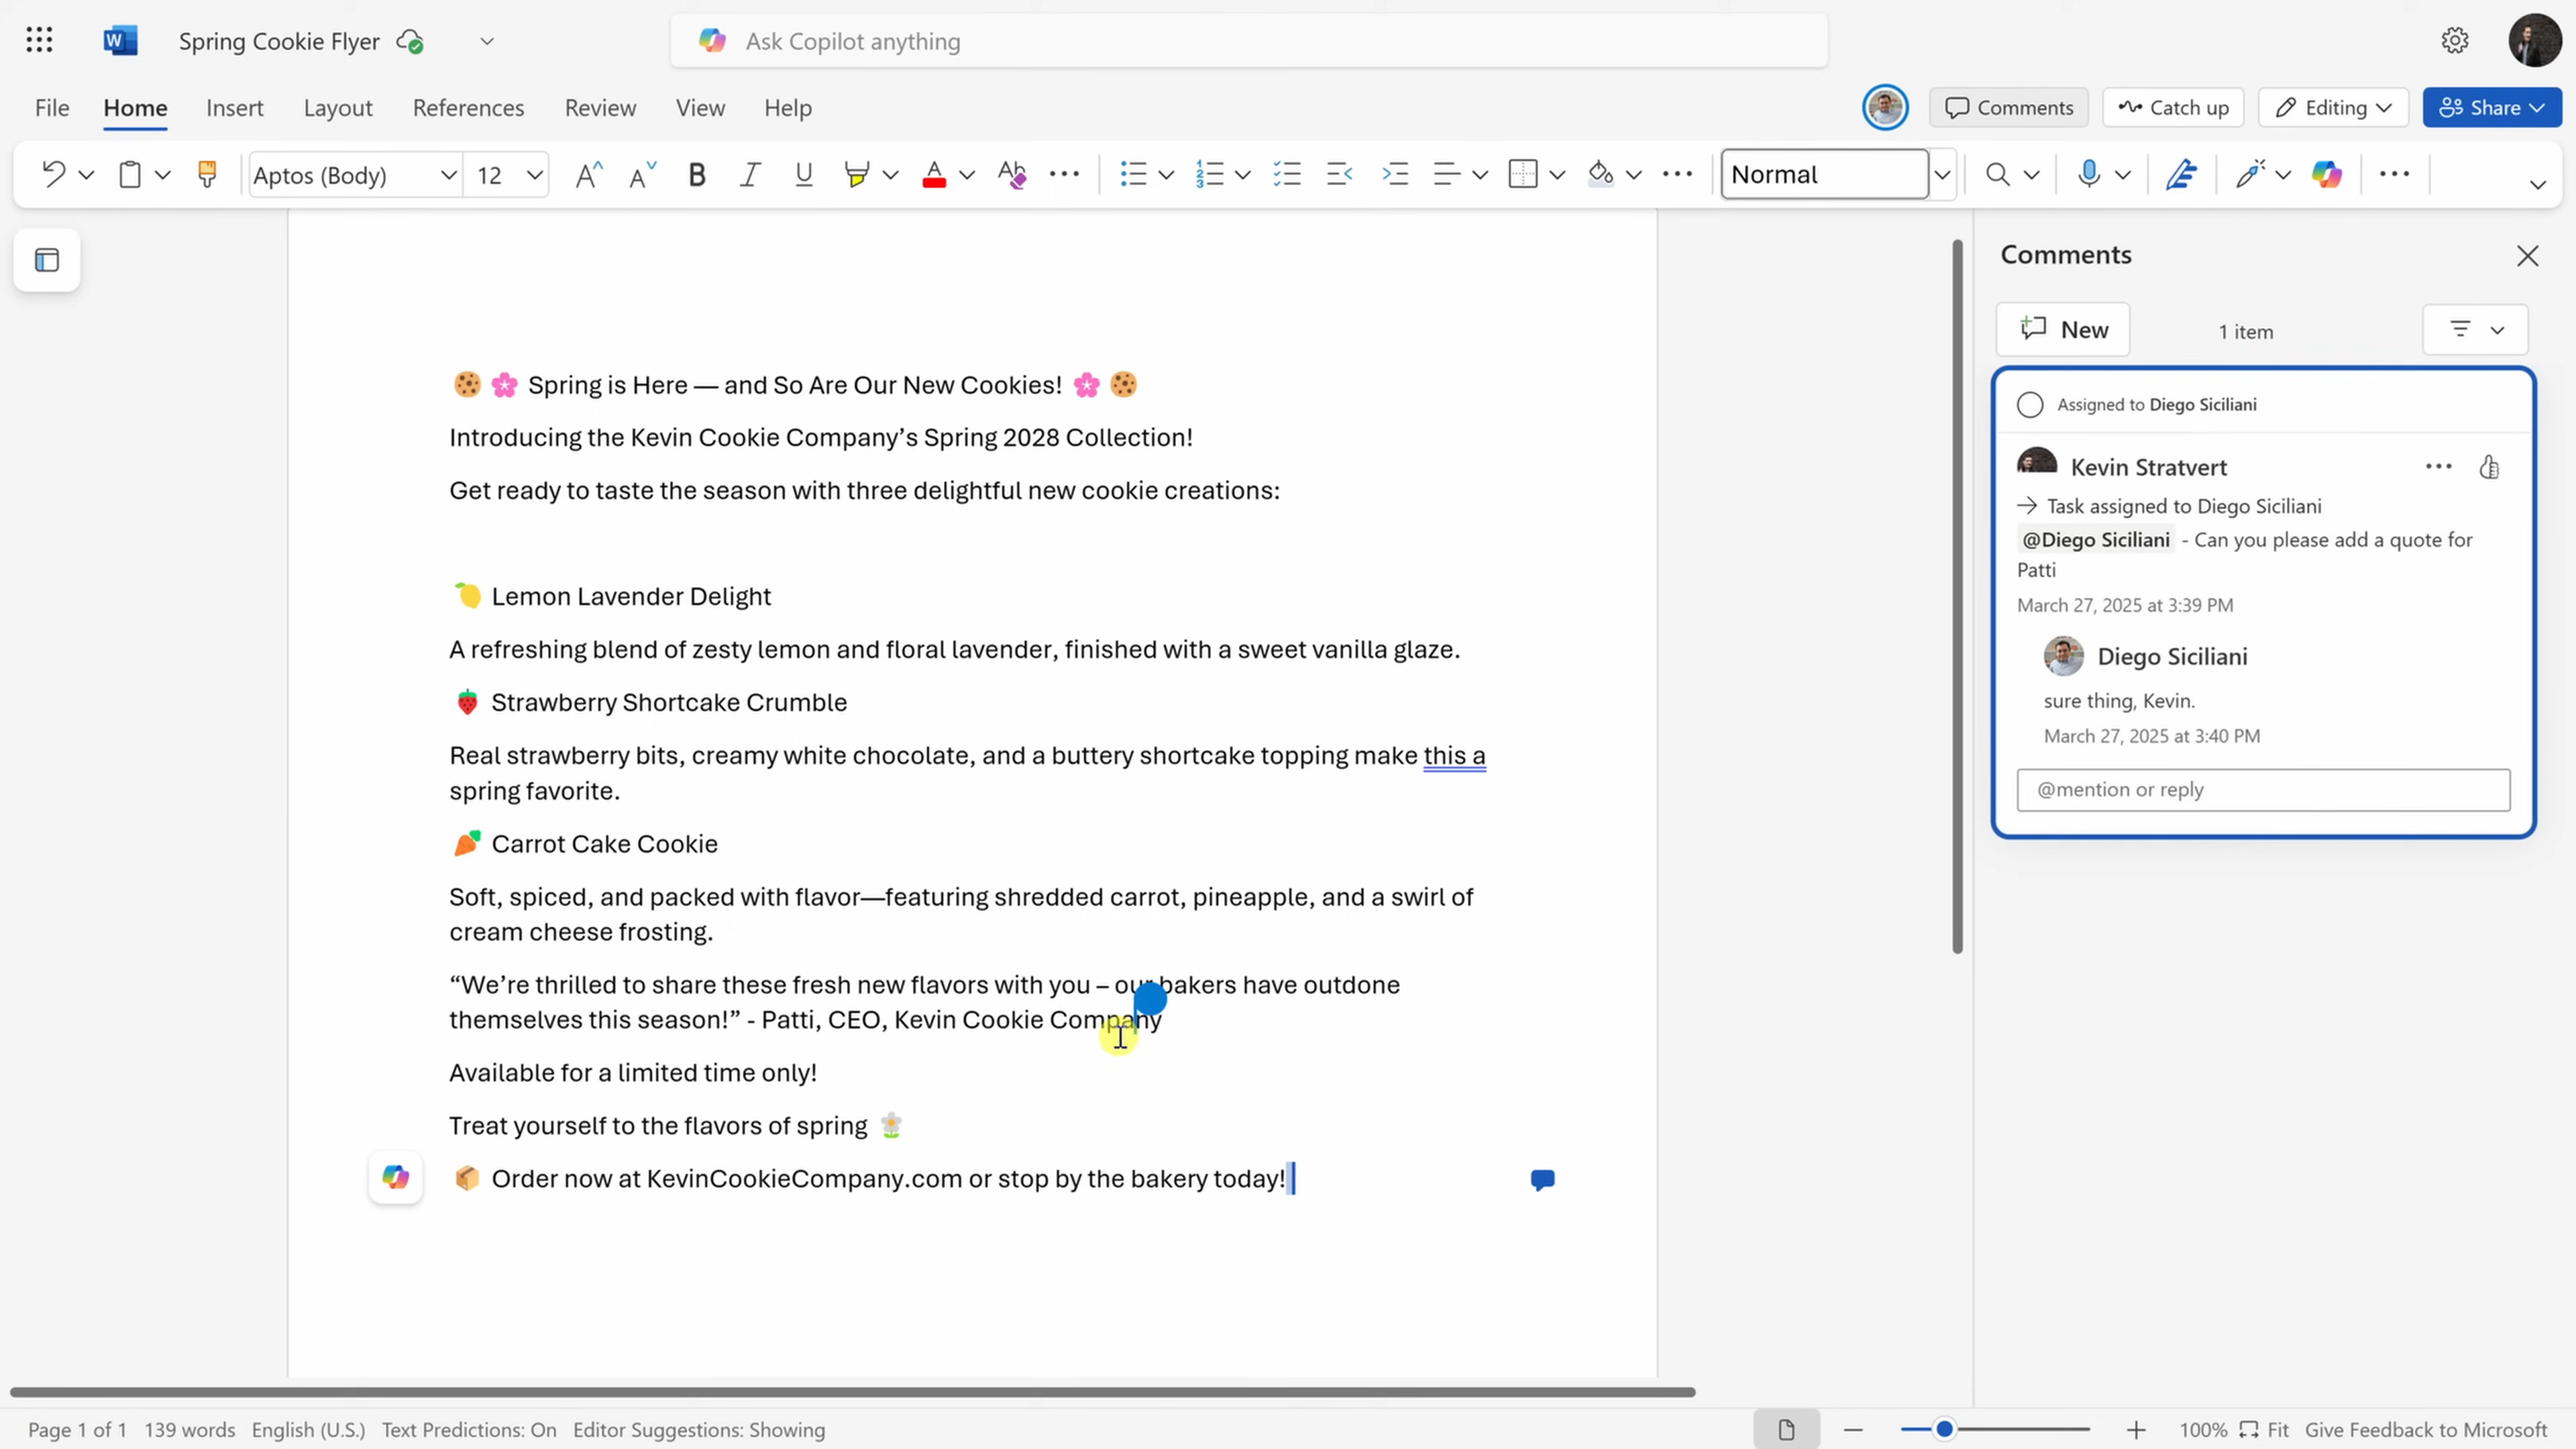 Spring Cookie Flyer
Ask Copilot anything
File Home Insert Layout References Review View Help
Comments Catch up Editing Share
Aptos (Body) 12 Normal
🍪🌸 Spring is Here — and So Are Our New Cookies! 🌸🍪
Introducing the Kevin Cookie Company’s Spring 2028 Collection!
Get ready to taste the season with three delightful new cookie creations:
🍋 Lemon Lavender Delight
A refreshing blend of zesty lemon and floral lavender, finished with a sweet vanilla glaze.
🍓 Strawberry Shortcake Crumble
Real strawberry bits, creamy white chocolate, and a buttery shortcake topping make this a
spring favorite.
🥕 Carrot Cake Cookie
Soft, spiced, and packed with flavor—featuring shredded carrot, pineapple, and a swirl of
cream cheese frosting.
“We’re thrilled to share these fresh new flavors with you – our bakers have outdone
themselves this season!” - Patti, CEO, Kevin Cookie Company
Available for a limited time only!
Treat yourself to the flavors of spring 🌼
📦 Order now at KevinCookieCompany.com or stop by the bakery today!
Comments
New 1 item
Assigned to Diego Siciliani
Kevin Stratvert
→ Task assigned to Diego Siciliani
@Diego Siciliani - Can you please add a quote for
Patti
March 27, 2025 at 3:39 PM
Diego Siciliani
sure thing, Kevin.
March 27, 2025 at 3:40 PM
@mention or reply
Page 1 of 1 139 words English (U.S.) Text Predictions: On Editor Suggestions: Showing
100% Fit Give Feedback to Microsoft